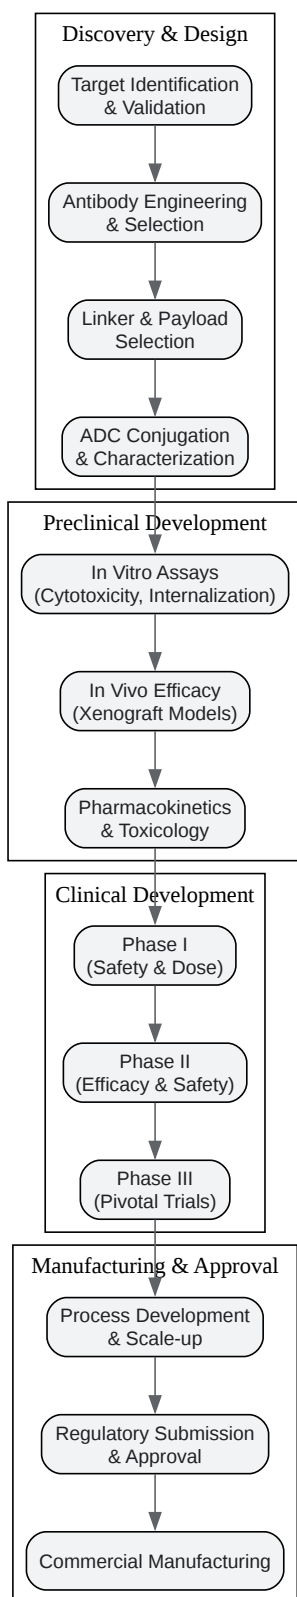 Discovery & Design
Target Identification
& Validation
Antibody Engineering
& Selection
Linker & Payload
Selection
ADC Conjugation
& Characterization
Preclinical Development
In Vitro Assays
(Cytotoxicity, Internalization)
In Vivo Efficacy
(Xenograft Models)
Pharmacokinetics
& Toxicology
Clinical Development
Phase I
(Safety & Dose)
Phase II
(Efficacy & Safety)
Phase III
(Pivotal Trials)
Manufacturing & Approval
Process Development
& Scale-up
Regulatory Submission
& Approval
Commercial Manufacturing